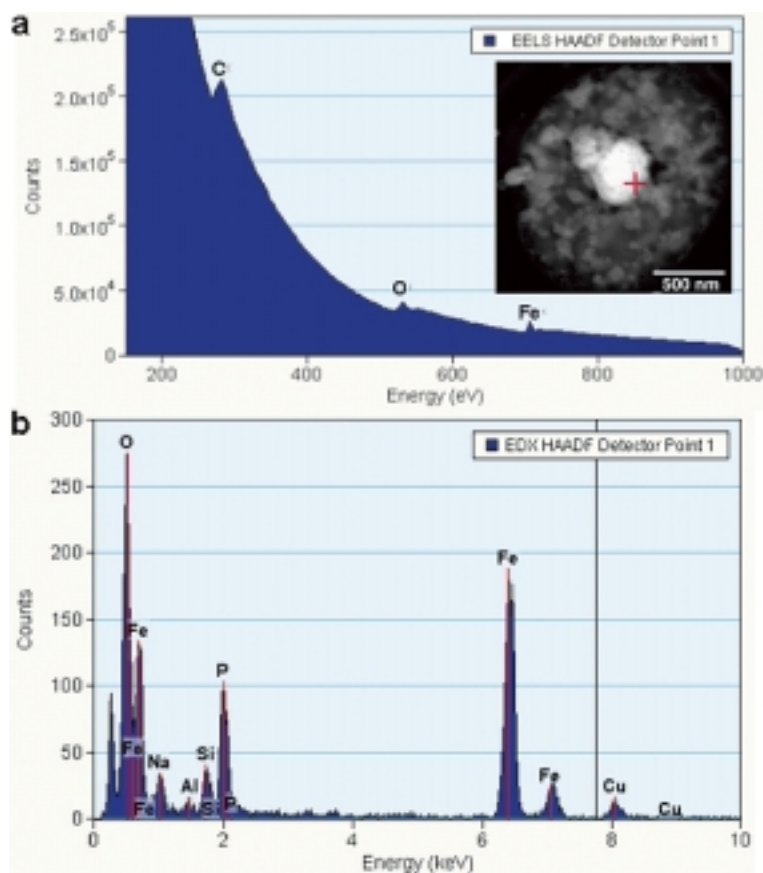 a
EELS HAADF Detector Point 1
2.5x10⁵
2.0x10⁵
1.5x10⁵
1.0x10⁵
5.0x10⁴
0
Counts
C
O
Fe
500 nm
200
400
600
800
1000
Energy (eV)
b
EDX HAADF Detector Point 1
300
250
200
150
100
50
0
Counts
O
Fe
Fe
Fe
Na
Al
Si
Si
P
P
Fe
Fe
Cu
Cu
0
2
4
6
8
10
Energy (keV)